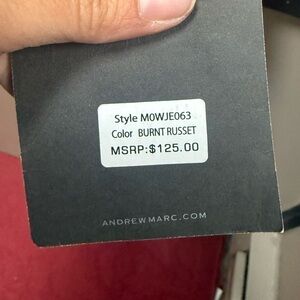 Style M0WJE063
Color BURNT RUSSET
MSRP:$125.00
ANDREWMARC.COM